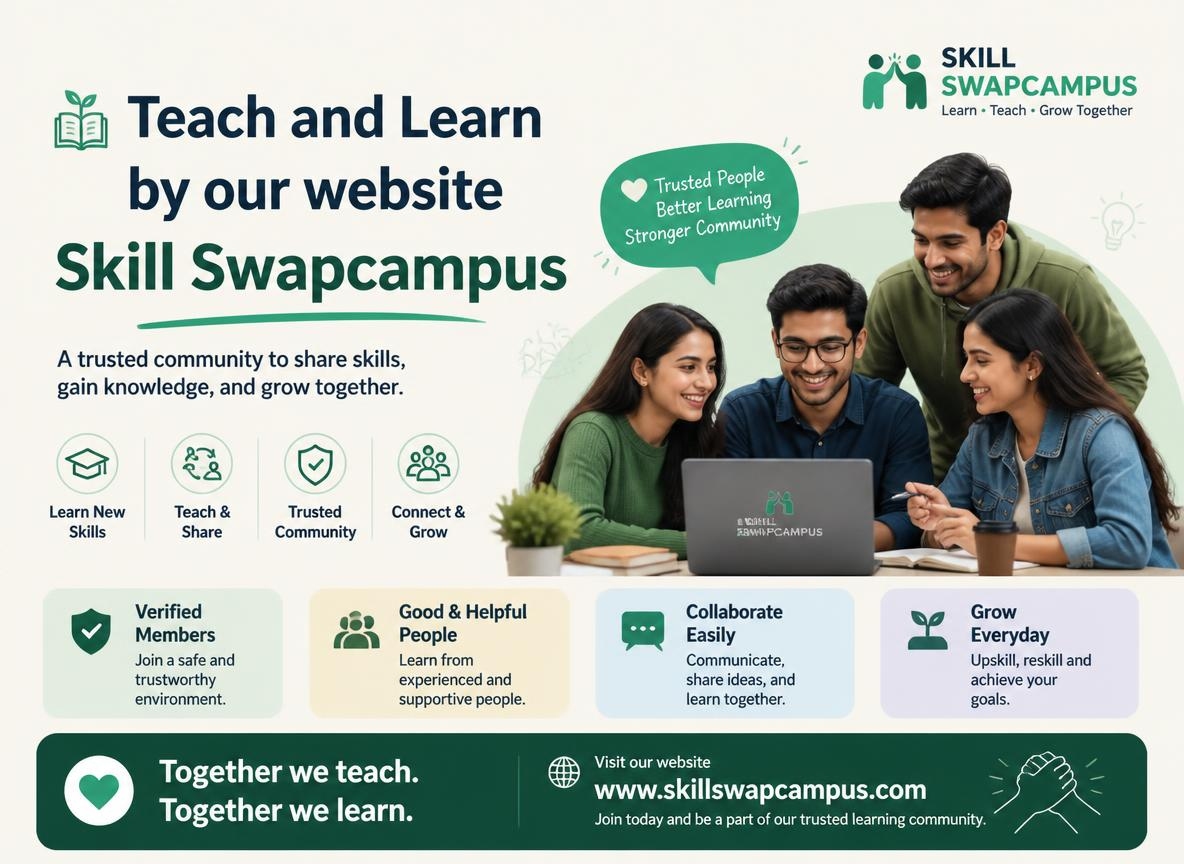 SKILL
SWAPCAMPUS
Learn • Teach • Grow Together
Teach and Learn
by our website
Skill Swapcampus
Trusted People
Better Learning
Stronger Community
A trusted community to share skills,
gain knowledge, and grow together.
Learn New
Skills
Teach &
Share
Trusted
Community
Connect &
Grow
Verified
Members
Join a safe and
trustworthy
environment.
Good & Helpful
People
Learn from
experienced and
supportive people.
Collaborate
Easily
Communicate,
share ideas, and
learn together.
Grow
Everyday
Upskill, reskill and
achieve your
goals.
Together we teach.
Together we learn.
Visit our website
www.skillswapcampus.com
Join today and be a part of our trusted learning community.